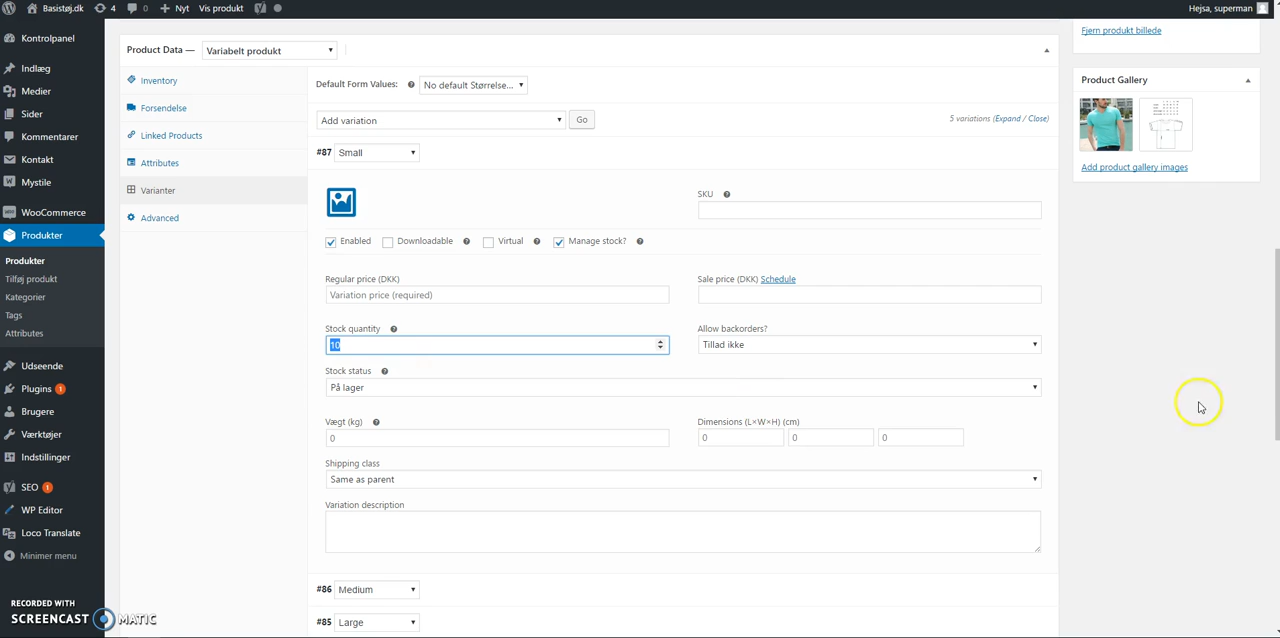 Basistøj.dk
4
0
Nyt
Vis produkt
Hejsa, superman
Kontrolpanel
Indlæg
Medier
Sider
Kommentarer
Kontakt
Mystile
WooCommerce
Produkter
Produkter
Tilføj produkt
Kategorier
Tags
Attributes
Udseende
Plugins 1
Brugere
Værktøjer
Indstillinger
SEO 1
WP Editor
Loco Translate
Minimer menu
RECORDED WITH
SCREENCAST MATIC
Product Data — Variabelt produkt
Inventory
Forsendelse
Linked Products
Attributes
Varianter
Advanced
Default Form Values: No default Størrelse...
Add variation Go 5 variations (Expand / Close)
#87 Small
SKU
Enabled Downloadable Virtual Manage stock?
Regular price (DKK) Sale price (DKK) Schedule
Variation price (required)
Stock quantity Allow backorders?
10 Tillad ikke
Stock status
På lager
Vægt (kg) Dimensions (L×W×H) (cm)
0 0 0 0
Shipping class
Same as parent
Variation description
#86 Medium
#85 Large
Fjern produkt billede
Product Gallery
Add product gallery images